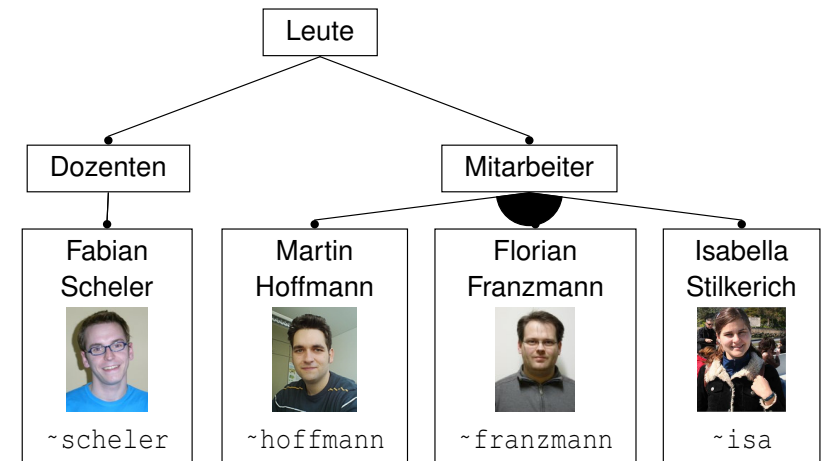 Leute
Dozenten
Mitarbeiter
Fabian
Scheler
~scheler
Martin
Hoffmann
~hoffmann
Florian
Franzmann
~franzmann
Isabella
Stilkerich
~isa